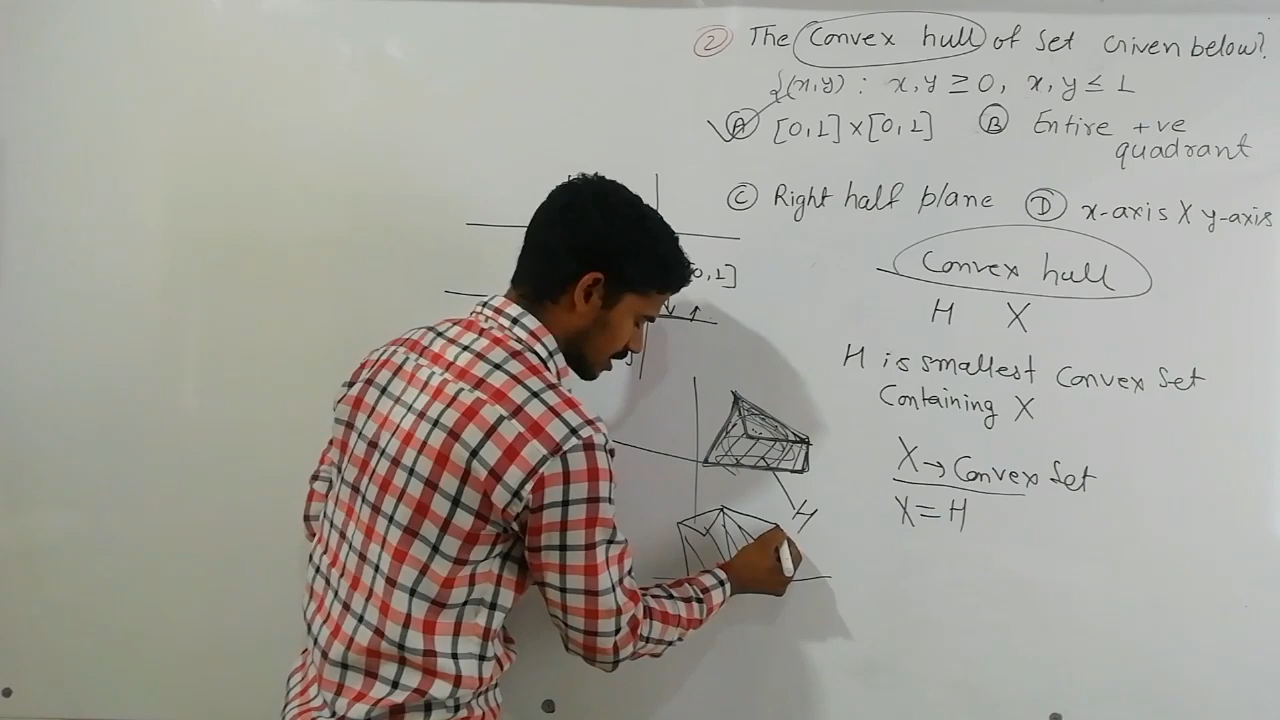 ② The Convex hull of Set Given below?
{(x,y) : x,y ≥ 0, x,y ≤ 1
Ⓐ [0,1]×[0,1] Ⓑ Entire +ve quadrant
Ⓒ Right half plane Ⓓ x-axis X y-axis
Convex hull
H X
H is smallest Convex Set
Containing X
X → Convex Set
X = H
0,1]
H